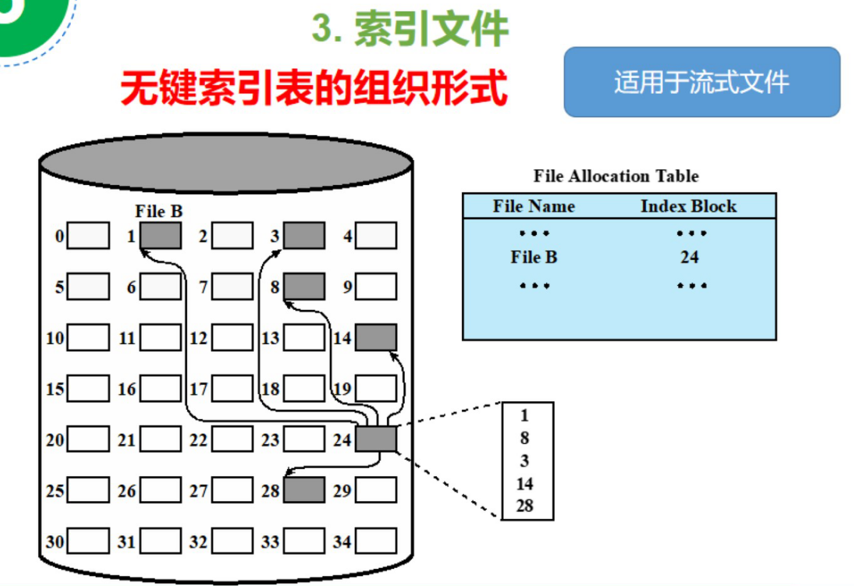 3. 索引文件
无键索引表的组织形式
适用于流式文件
File B
0 1 2 3 4
5 6 7 8 9
10 11 12 13 14
15 16 17 18 19
20 21 22 23 24
25 26 27 28 29
30 31 32 33 34
File Allocation Table
File Name Index Block
••• •••
File B 24
••• •••
1
8
3
14
28